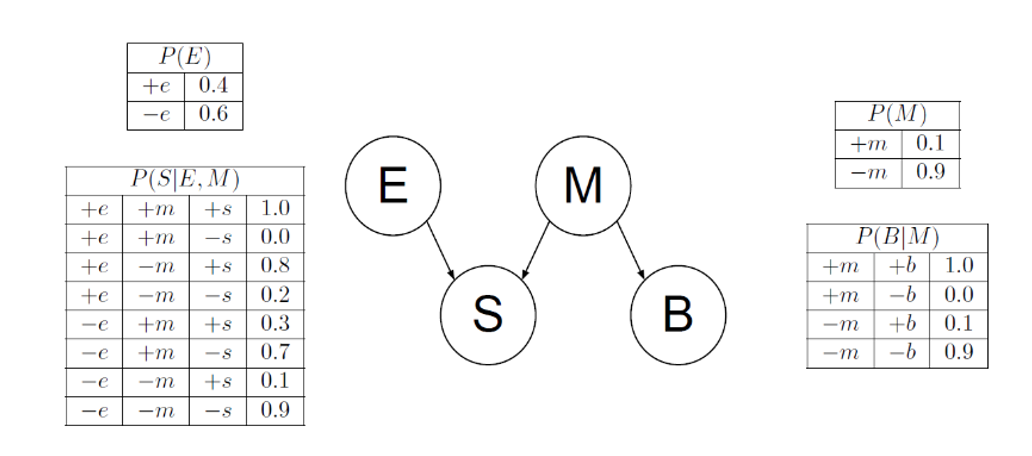 P(E)
+e 0.4
−e 0.6
P(S|E, M)
+e +m +s 1.0
+e +m −s 0.0
+e −m +s 0.8
+e −m −s 0.2
−e +m +s 0.3
−e +m −s 0.7
−e −m +s 0.1
−e −m −s 0.9
E
M
S
B
P(M)
+m 0.1
−m 0.9
P(B|M)
+m +b 1.0
+m −b 0.0
−m +b 0.1
−m −b 0.9